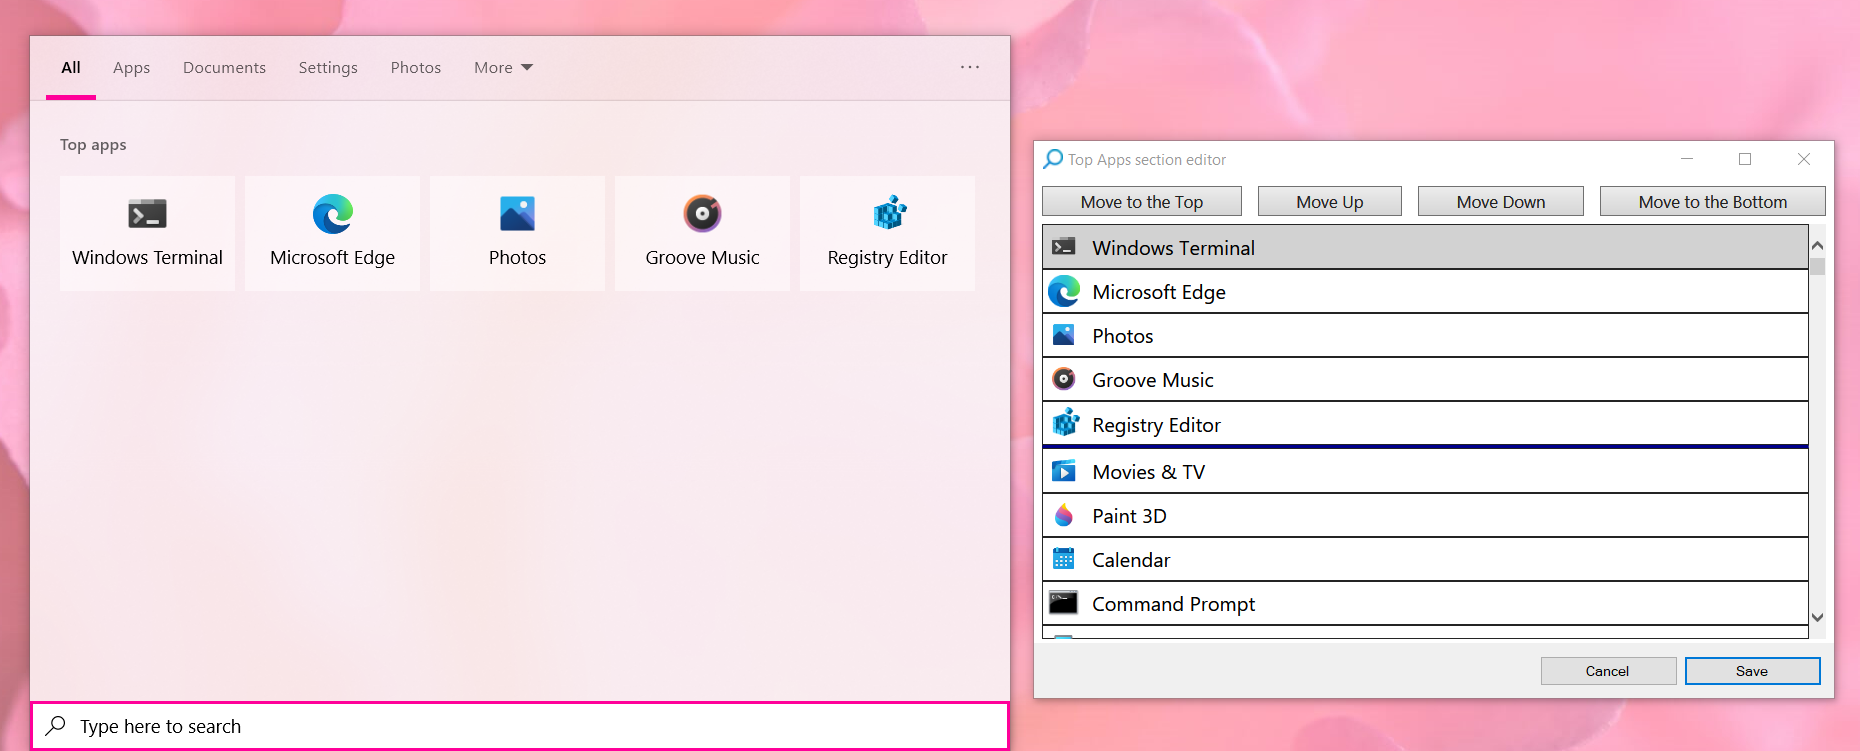 All Apps Documents Settings Photos More
Top apps
Windows Terminal Microsoft Edge Photos Groove Music Registry Editor
Type here to search
Top Apps section editor
Move to the Top Move Up Move Down Move to the Bottom
Windows Terminal
Microsoft Edge
Photos
Groove Music
Registry Editor
Movies & TV
Paint 3D
Calendar
Command Prompt
Cancel Save